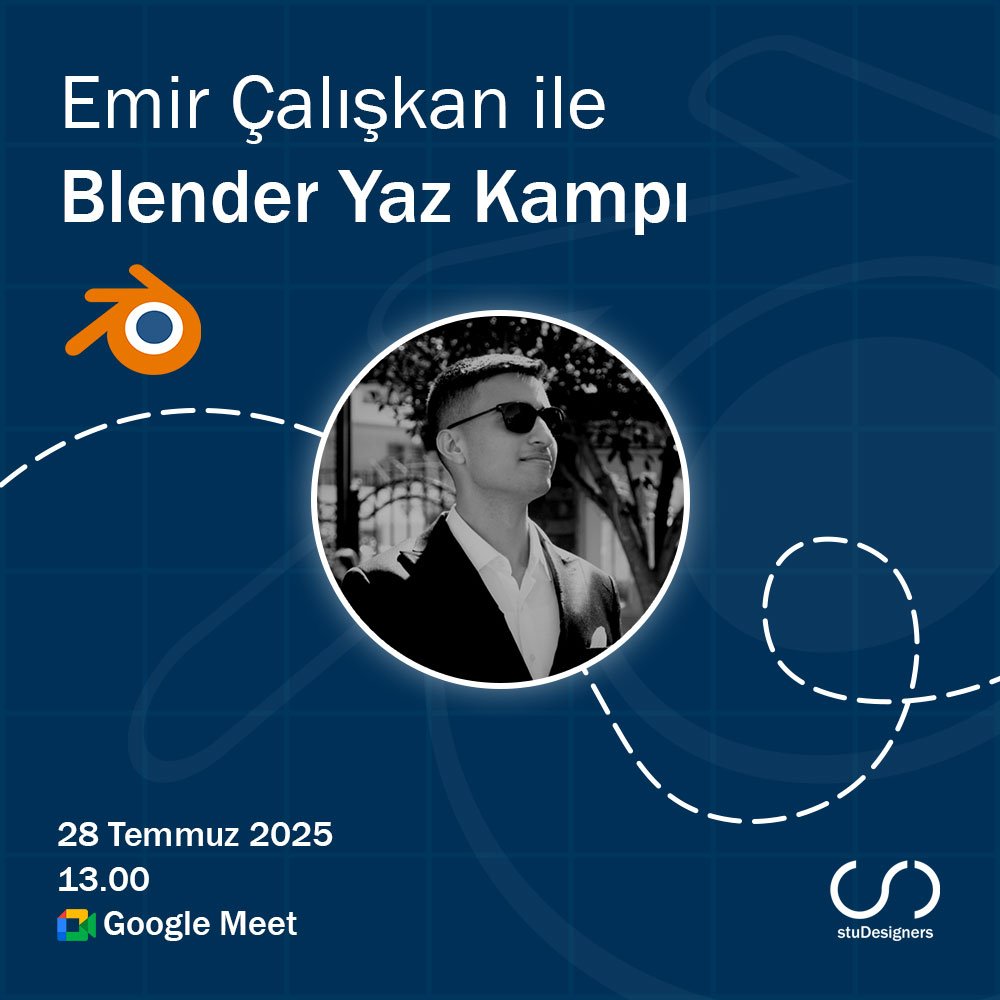 Emir Çalışkan ile
Blender Yaz Kampı
28 Temmuz 2025
13.00
Google Meet
stuDesigners